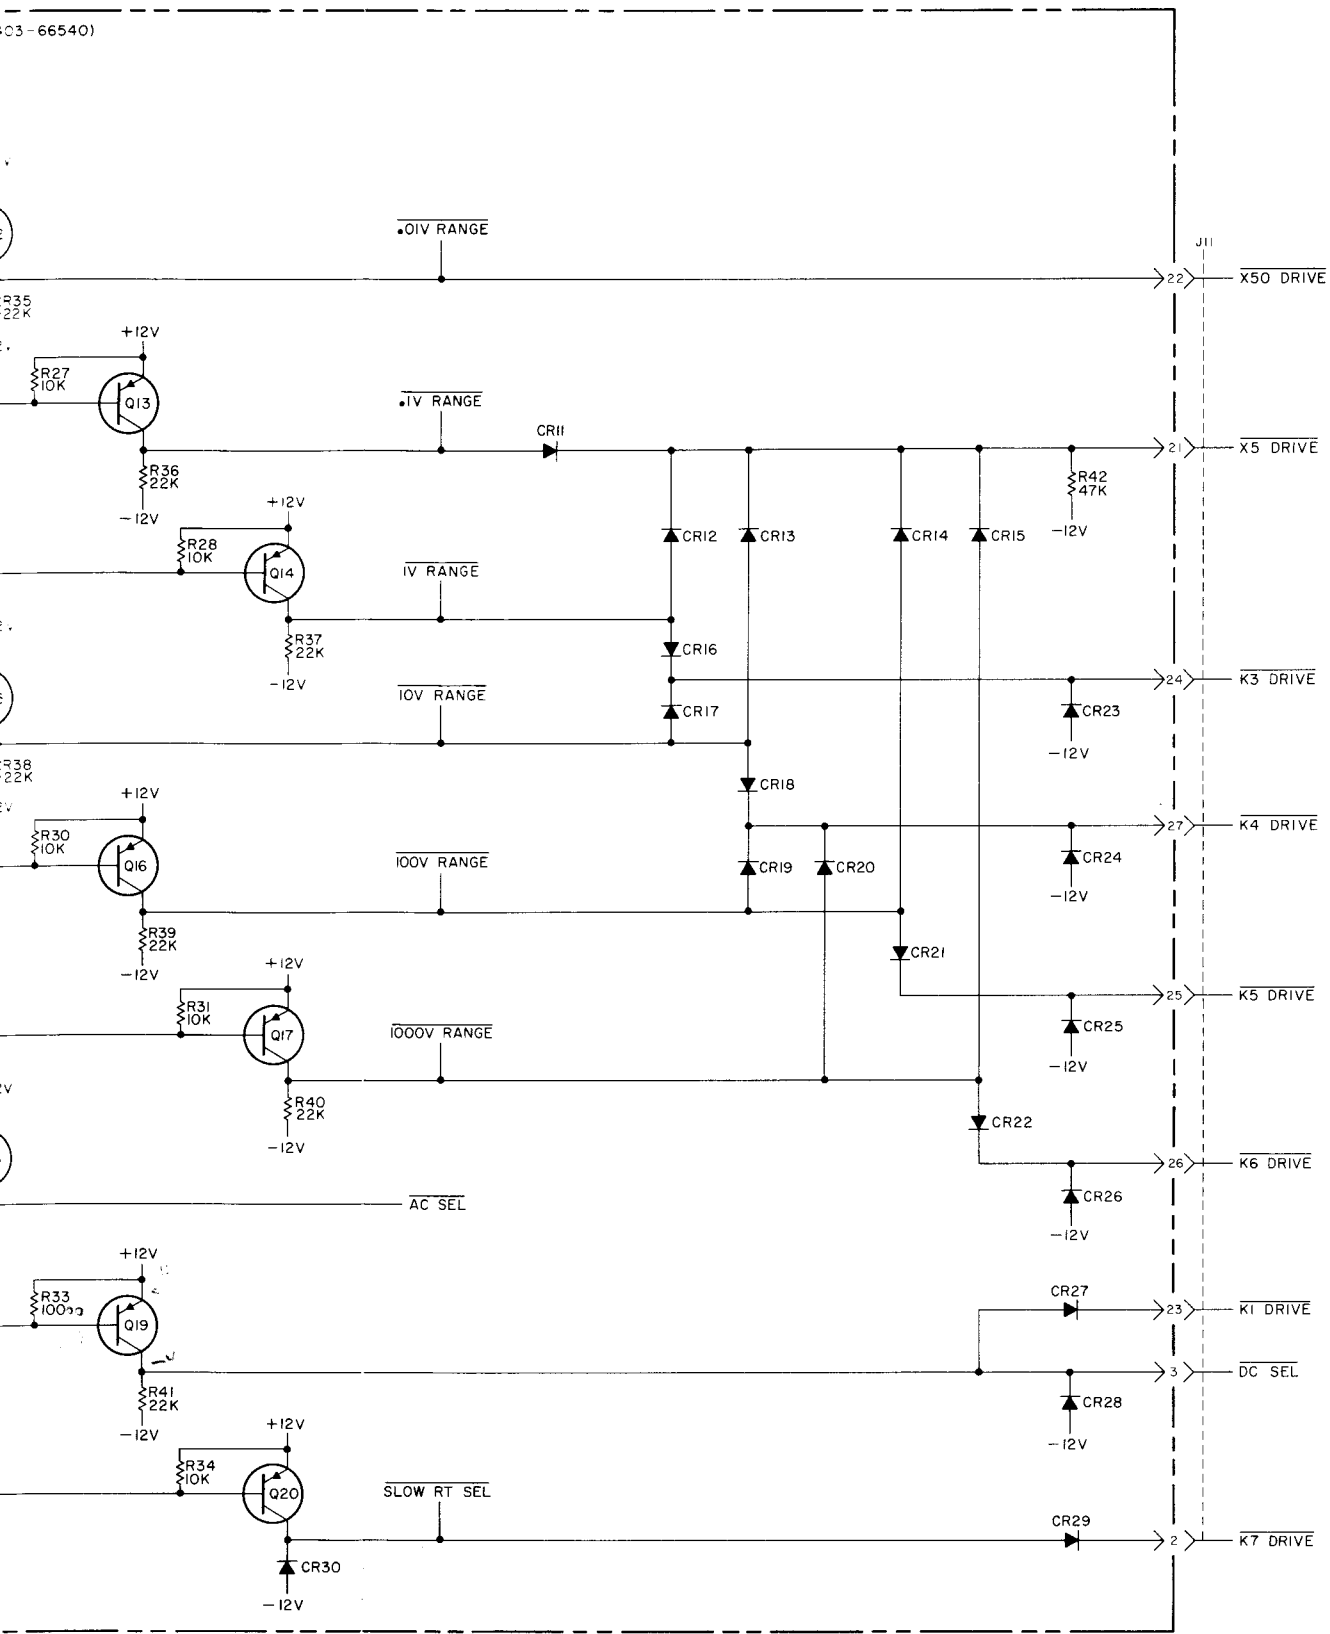 03-66540)
.01V RANGE
J11
22
X50 DRIVE
R35
22K
+12V
R27
10K
Q13
.1V RANGE
CR11
21
X5 DRIVE
R36
22K
-12V
R42
47K
-12V
+12V
R28
10K
Q14
1V RANGE
CR12
CR13
CR14
CR15
R37
22K
-12V
CR16
24
K3 DRIVE
10V RANGE
CR17
CR23
-12V
R38
22K
CR18
+12V
R30
10K
Q16
27
K4 DRIVE
100V RANGE
CR19
CR20
CR24
-12V
R39
22K
-12V
CR21
+12V
R31
10K
Q17
25
K5 DRIVE
1000V RANGE
CR25
-12V
R40
22K
-12V
CR22
26
K6 DRIVE
AC SEL
CR26
-12V
+12V
R33
Q19
CR27
23
K1 DRIVE
3
DC SEL
R41
22K
-12V
CR28
-12V
+12V
R34
10K
Q20
SLOW RT SEL
CR29
2
K7 DRIVE
CR30
-12V